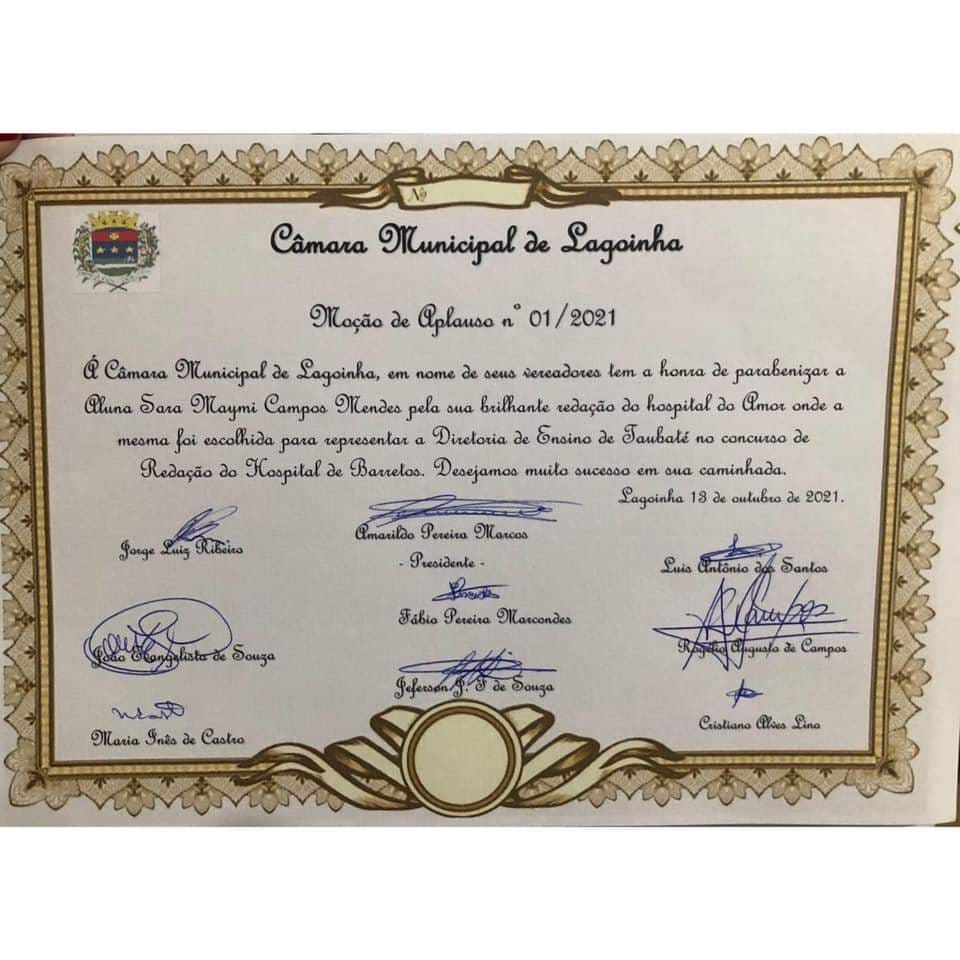 Nº
Câmara Municipal de Lagoinha
Moção de Aplauso nº 01/2021
Á Câmara Municipal de Lagoinha, em nome de seus vereadores tem a honra de parabenizar a
Aluna Sara Maymi Campos Mendes pela sua brilhante redação do hospital do Amor onde a
mesma foi escolhida para representar a Diretoria de Ensino de Taubaté no concurso de
Redação do Hospital de Barretos. Desejamos muito sucesso em sua caminhada.
Lagoinha 13 de outubro de 2021.
Jorge Luiz Ribeiro
Amarildo Pereira Marcos
- Presidente -
Luis Antônio dos Santos
Fábio Pereira Marcondes
João Evangelista de Souza
Rogélio Augusto de Campos
Jeferson J. F de Souza
Maria Inês de Castro
Cristiano Alves Lino